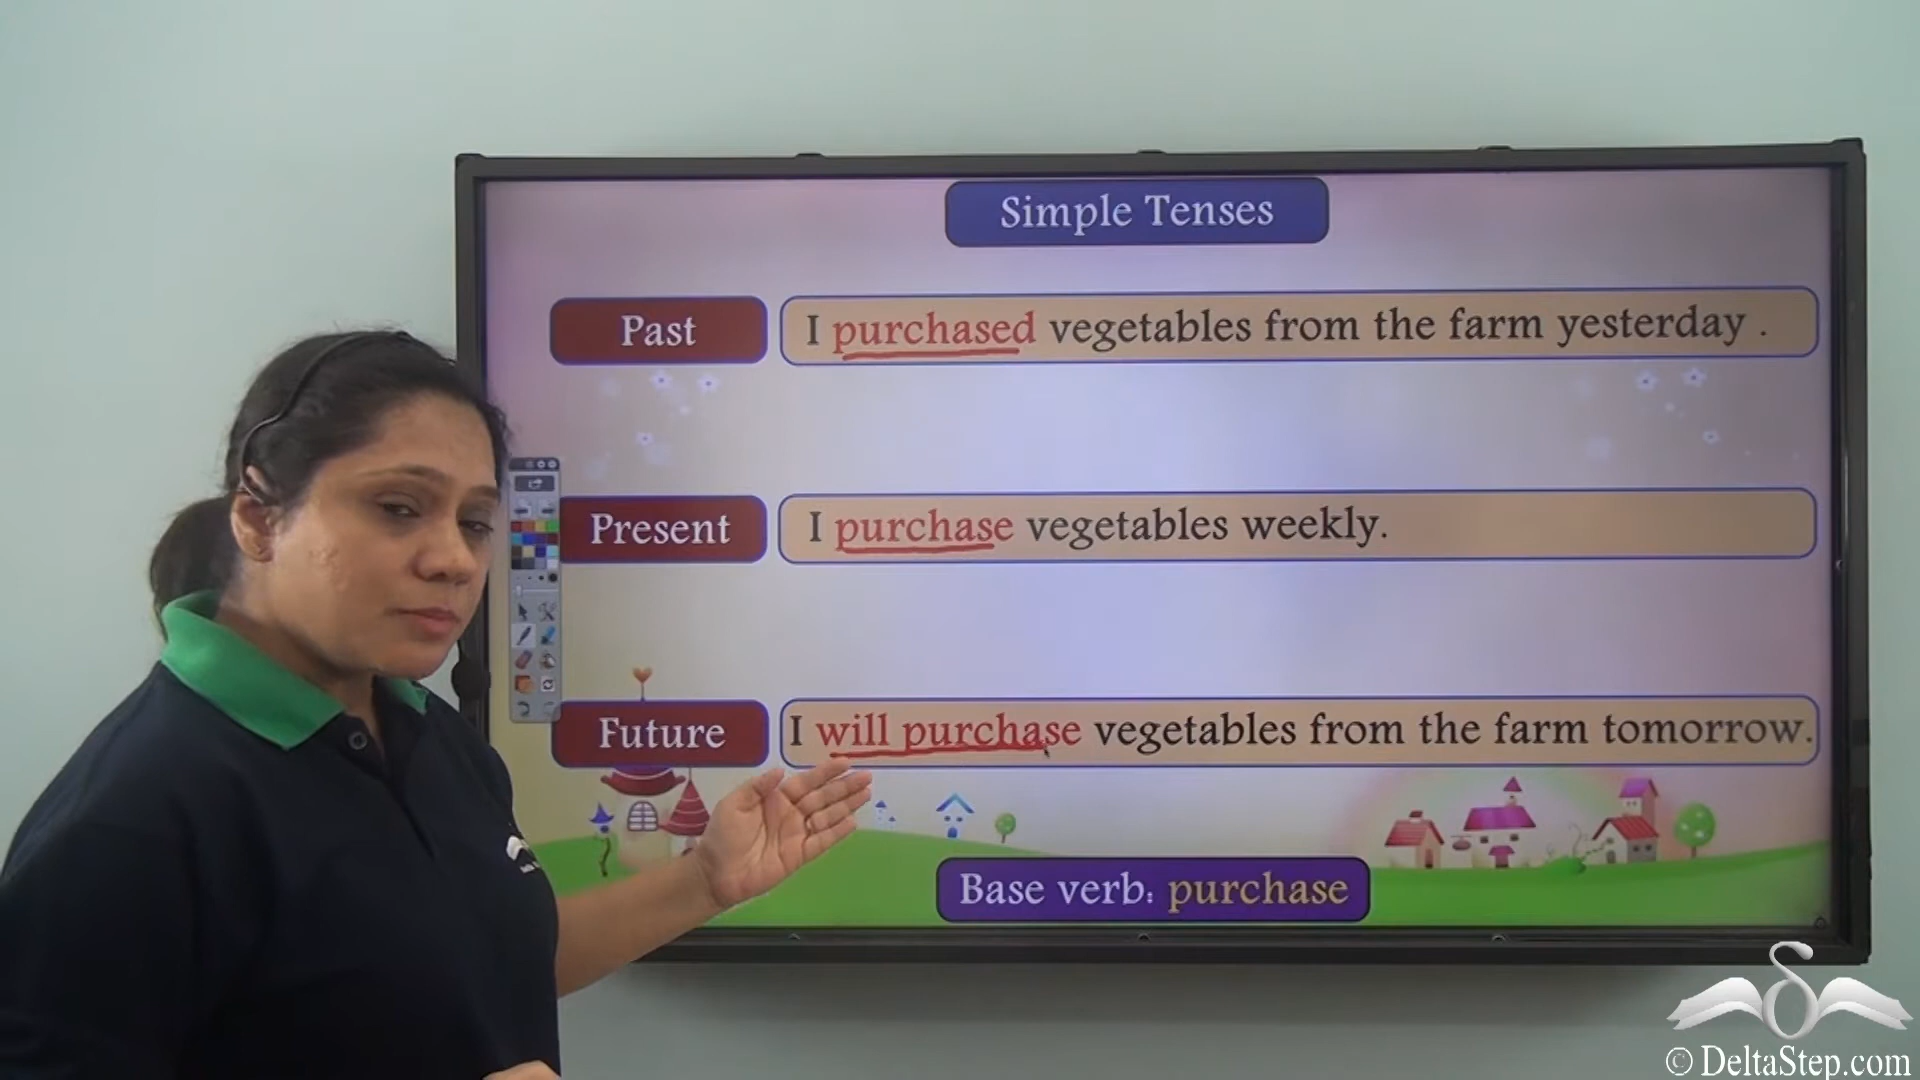 Simple Tenses
Past
I purchased vegetables from the farm yesterday .
Present
I purchase vegetables weekly.
Future
I will purchase vegetables from the farm tomorrow.
Base verb: purchase
© DeltaStep.com